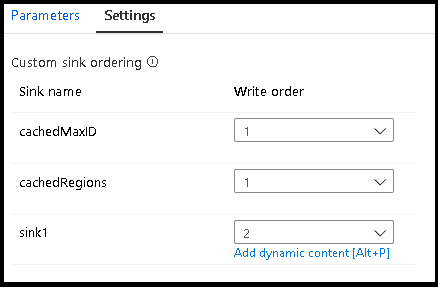 Parameters Settings
Custom sink ordering
Sink name Write order
cachedMaxID 1
cachedRegions 1
sink1 2
Add dynamic content [Alt+P]